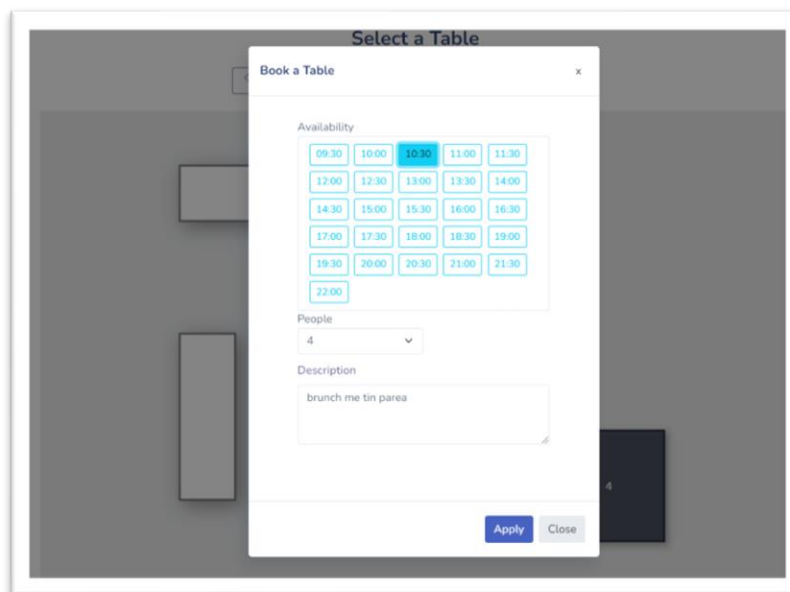 Select a Table
Book a Table x
Availability
09:30 10:00 10:30 11:00 11:30
12:00 12:30 13:00 13:30 14:00
14:30 15:00 15:30 16:00 16:30
17:00 17:30 18:00 18:30 19:00
19:30 20:00 20:30 21:00 21:30
22:00
People
4
Description
brunch me tin parea
4
Apply Close